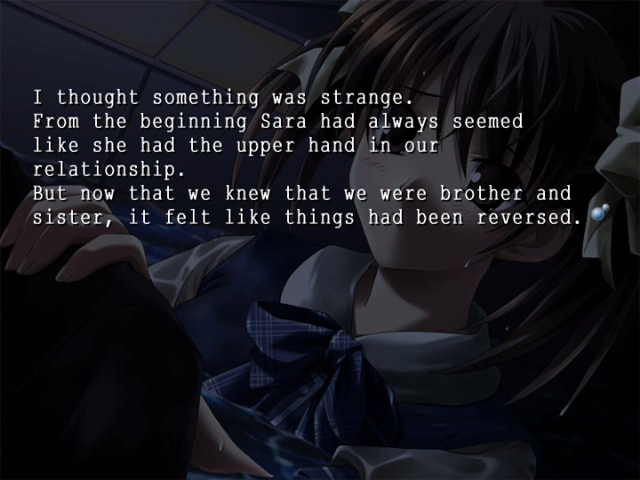 I thought something was strange.
From the beginning Sara had always seemed
like she had the upper hand in our
relationship.
But now that we knew that we were brother and
sister, it felt like things had been reversed.